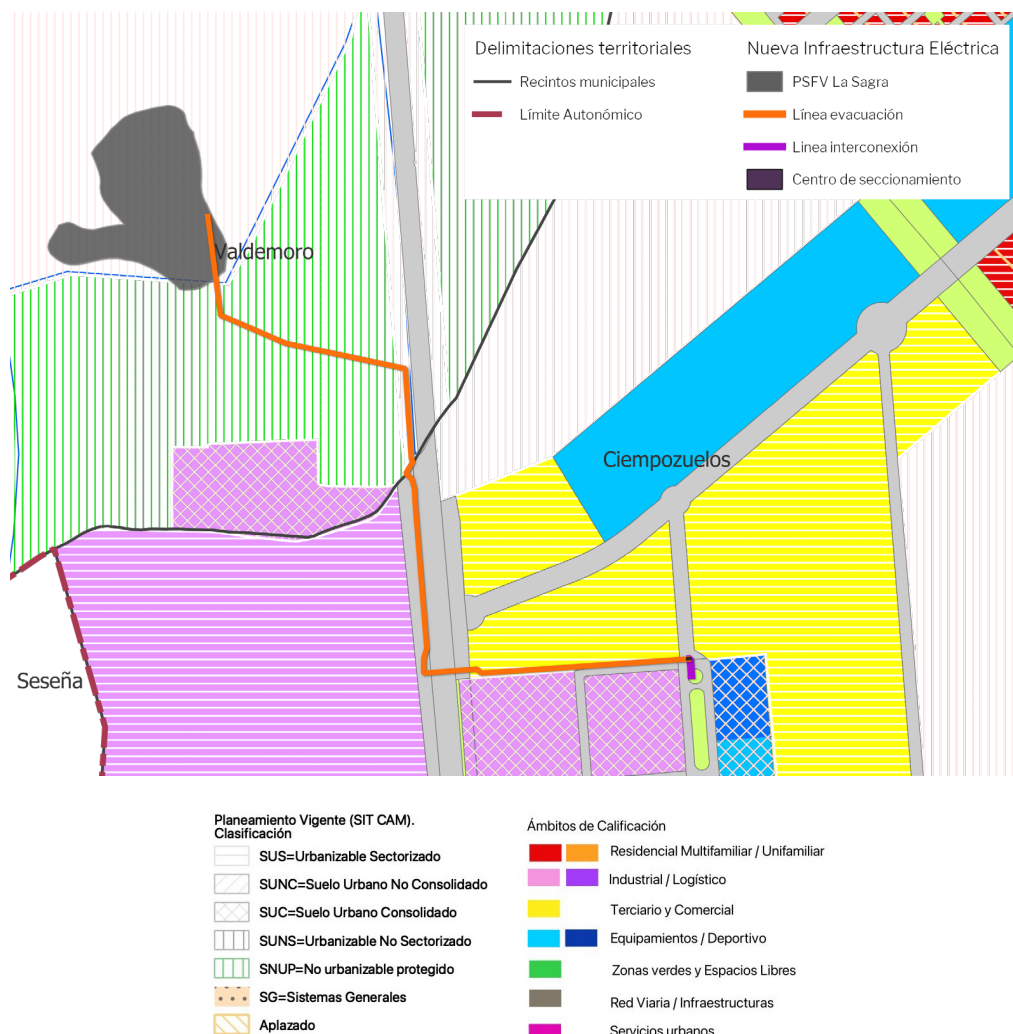 Delimitaciones territoriales
Recintos municipales
Límite Autonómico
Nueva Infraestructura Eléctrica
PSFV La Sagra
Línea evacuación
Linea interconexión
Centro de seccionamiento
Valdemoro
Ciempozuelos
Seseña
Planeamiento Vigente (SIT CAM).
Clasificación
SUS=Urbanizable Sectorizado
SUNC=Suelo Urbano No Consolidado
SUC=Suelo Urbano Consolidado
SUNS=Urbanizable No Sectorizado
SNUP=No urbanizable protegido
SG=Sistemas Generales
Aplazado
Ámbitos de Calificación
Residencial Multifamiliar / Unifamiliar
Industrial / Logístico
Terciario y Comercial
Equipamientos / Deportivo
Zonas verdes y Espacios Libres
Red Viaria / Infraestructuras
Servicios urbanos